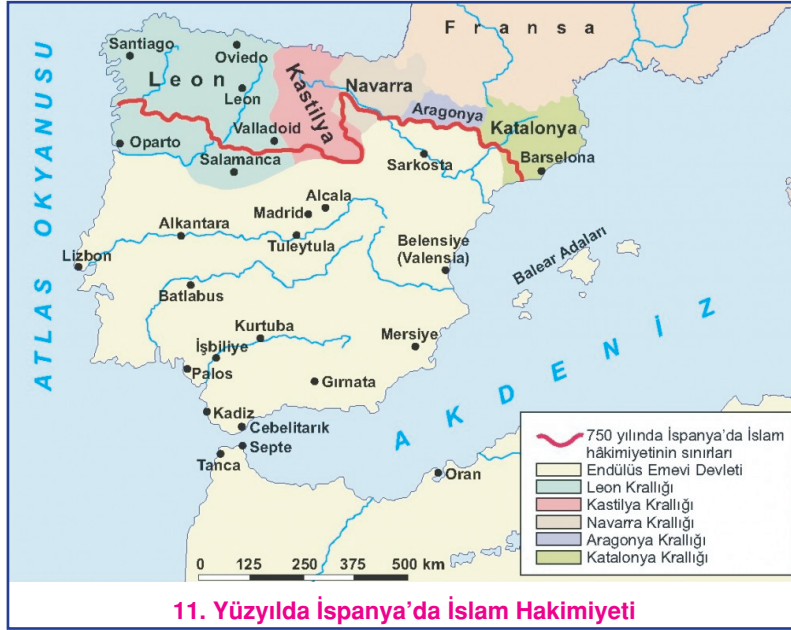 Fransa
Santiago
Oviedo
Leon
Leon
Kastilya
Navarra
Aragonya
Katalonya
Oparto
Valladoid
Salamanca
Sarkosta
Barselona
ATLAS OKYANUSU
Alcala
Madrid
Alkantara
Tuleytula
Lizbon
Belensiye
(Valensia)
Balear Adaları
Batlabus
Kurtuba
Mersiye
İşbiliye
Palos
Gırnata
Kadiz
Cebelitarık
Septe
Tanca
Oran
AKDENİZ
750 yılında İspanya'da İslam
hâkimiyetinin sınırları
Endülüs Emevi Devleti
Leon Krallığı
Kastilya Krallığı
Navarra Krallığı
Aragonya Krallığı
Katalonya Krallığı
0 125 250 375 500 km
11. Yüzyılda İspanya'da İslam Hakimiyeti